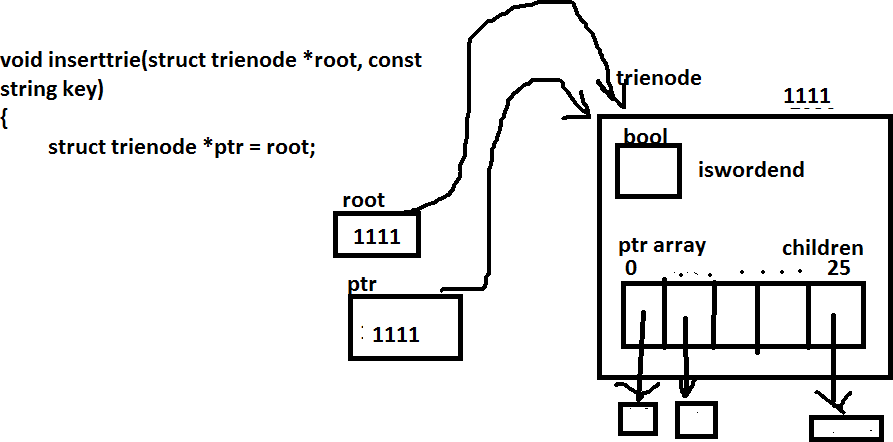 void inserttrie(struct trienode *root, const
string key)
{
struct trienode *ptr = root;
trienode
1111
bool
iswordend
root
1111
ptr array
children
0
25
ptr
1111